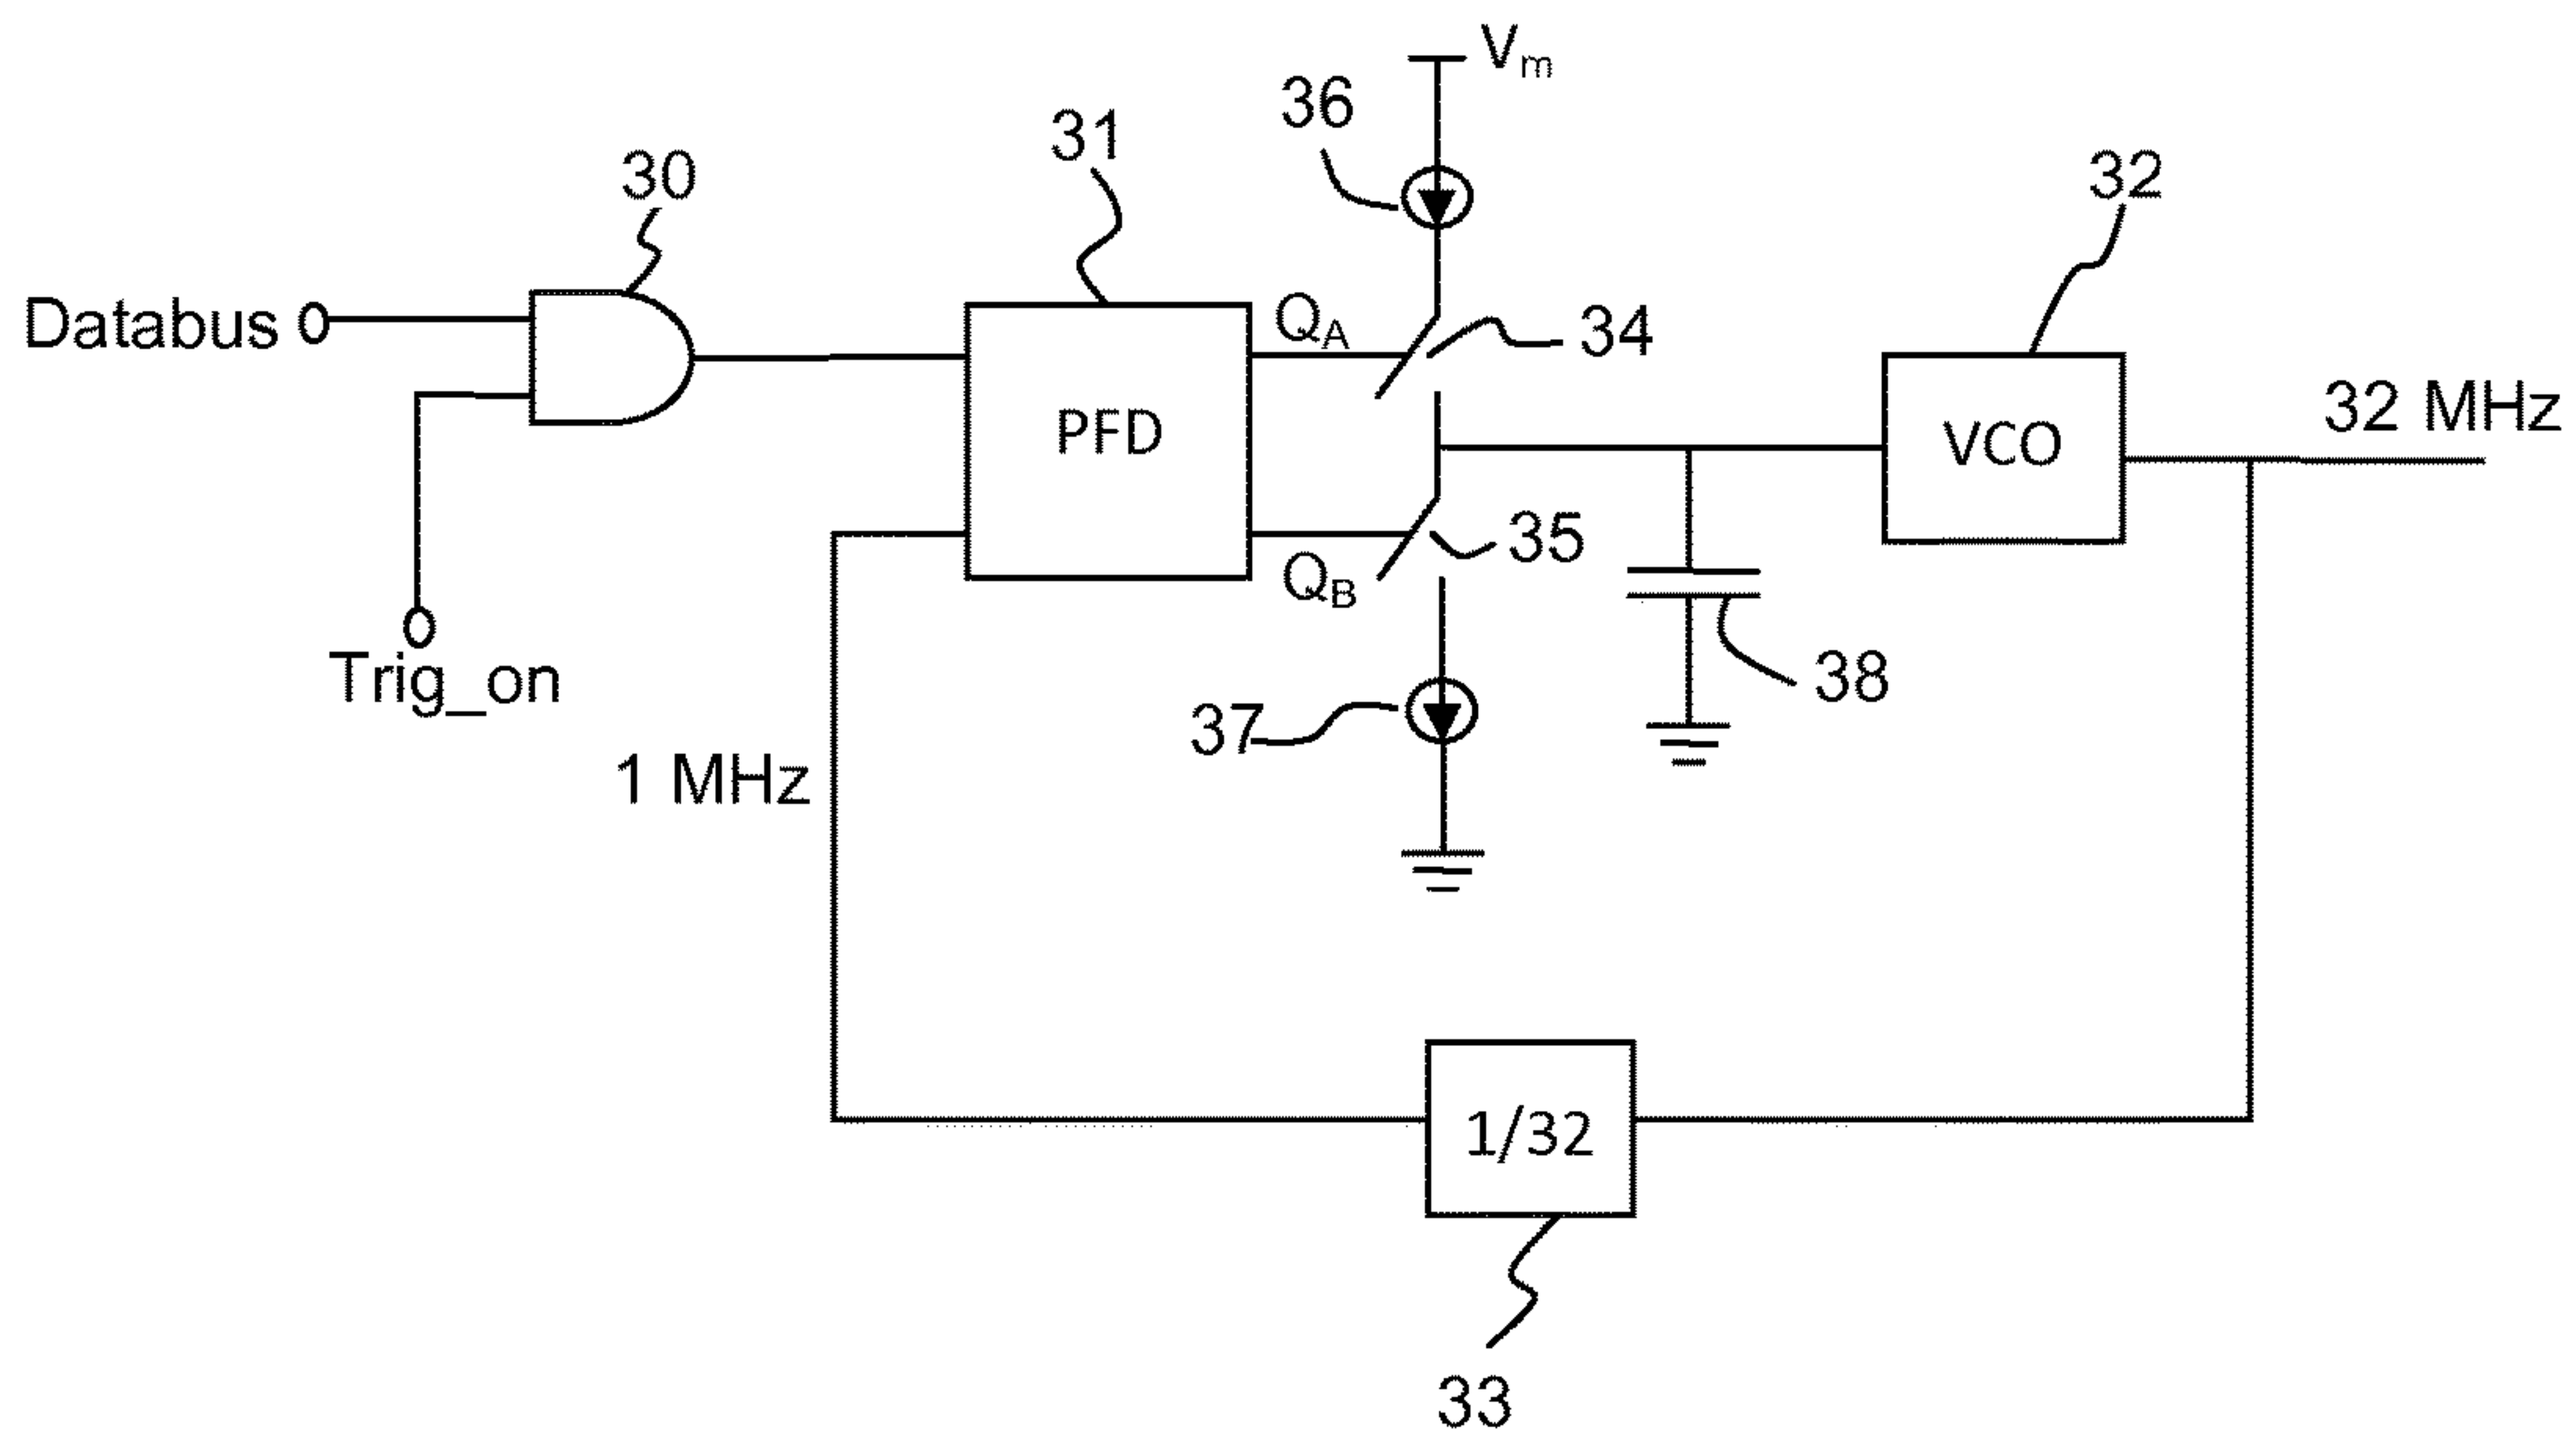 Vm
36
31
30
32
Databus
QA
34
32 MHz
PFD
VCO
QB
35
Trig_on
38
37
1 MHz
1/32
33